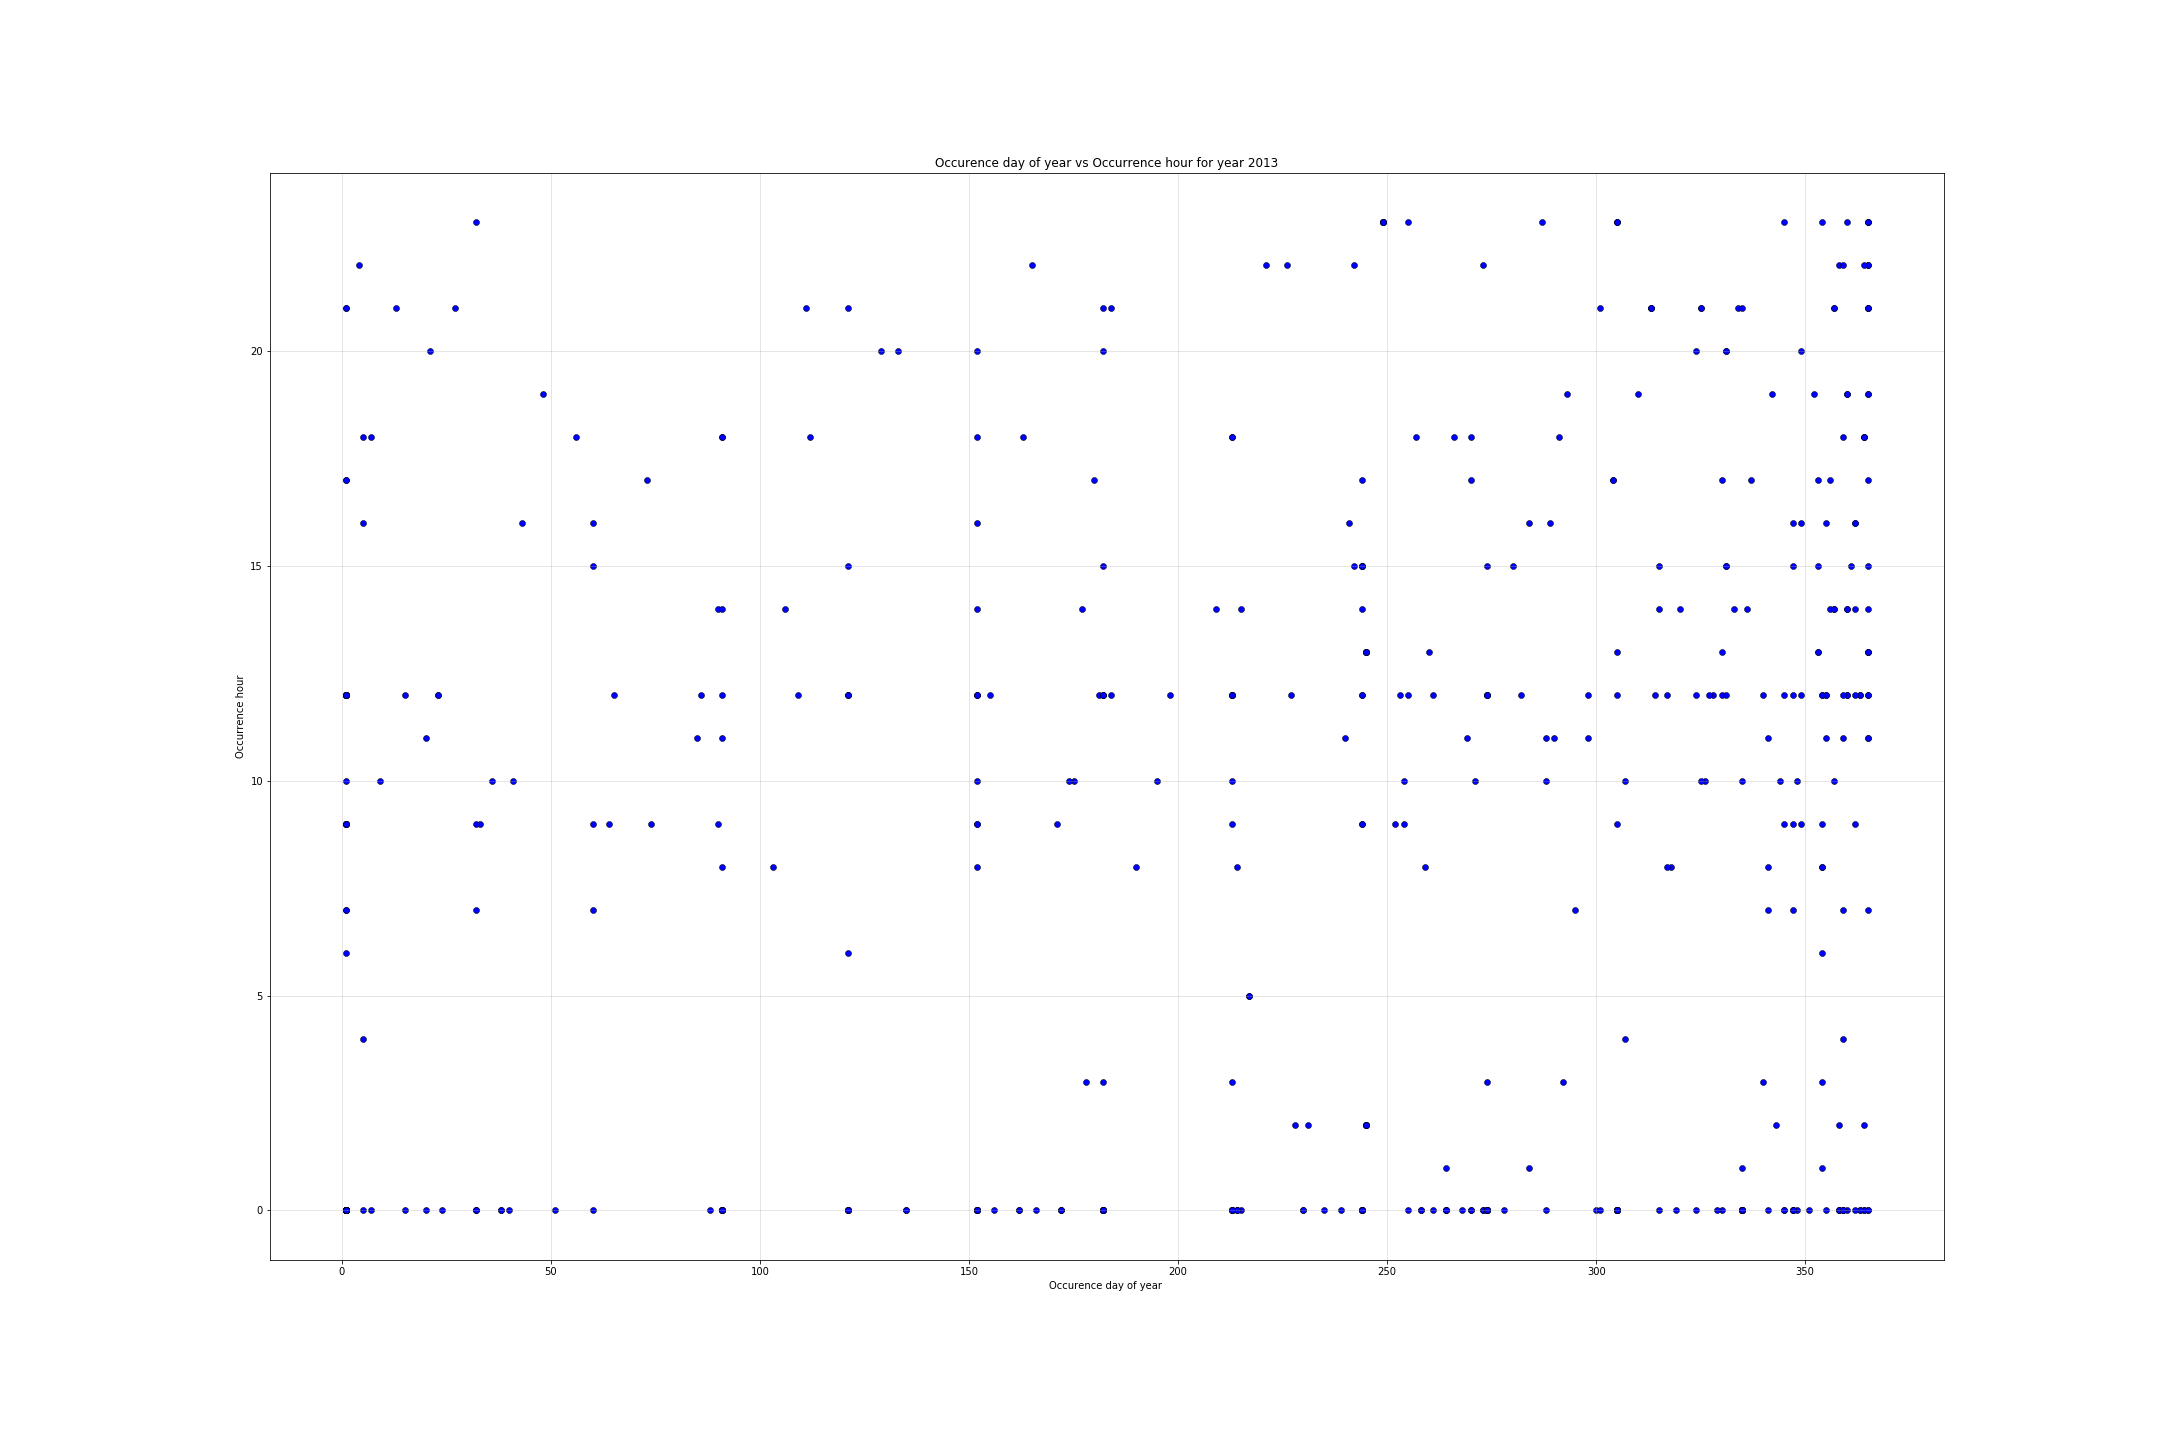 Occurence day of year vs Occurrence hour for year 2013
20
15
10
5
0
Occurrence hour
0 50 100 150 200 250 300 350
Occurence day of year